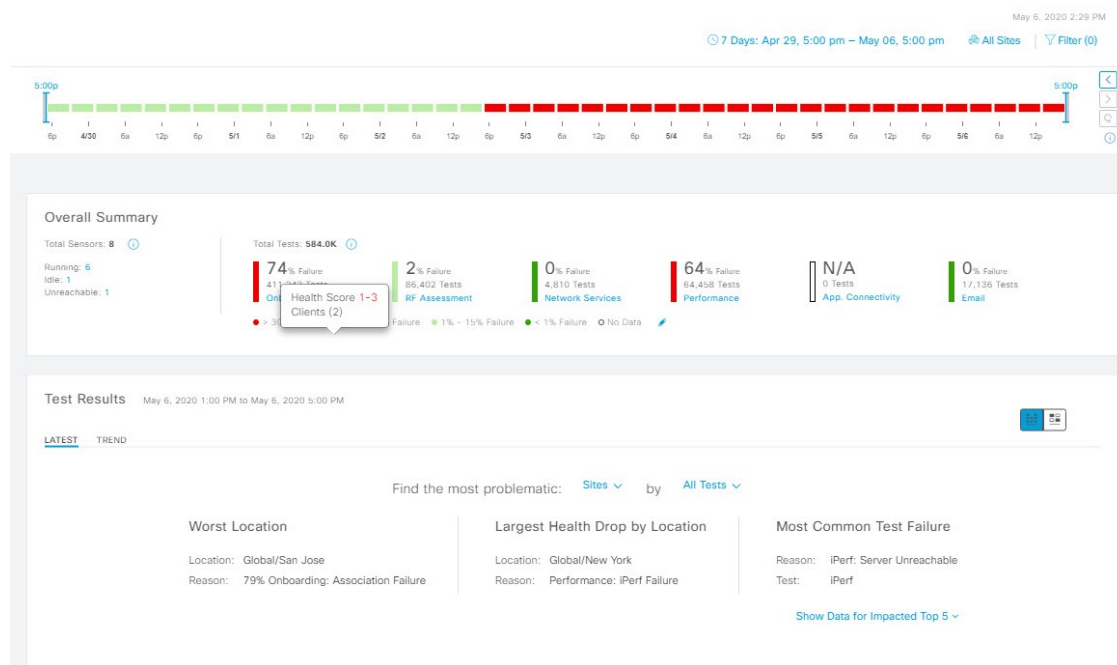 May 6, 2020 2:29 PM
7 Days: Apr 29, 5:00 pm – May 06, 5:00 pm All Sites Filter (0)
5:00p 5:00p
6p 4/30 6a 12p 6p 5/1 6a 12p 6p 5/2 6a 12p 6p 5/3 6a 12p 6p 5/4 6a 12p 6p 5/5 6a 12p 6p 5/6 6a 12p
Overall Summary
Total Sensors: 8 Total Tests: 584.0K
Running: 6
Idle: 1
Unreachable: 1
74% Failure
2% Failure
86,402 Tests
RF Assessment
0% Failure
4,810 Tests
Network Services
64% Failure
64,458 Tests
Performance
N/A
0 Tests
App. Connectivity
0% Failure
17,136 Tests
Email
Health Score 1-3
Clients (2)
Failure 1% - 15% Failure < 1% Failure No Data
Test Results May 6, 2020 1:00 PM to May 6, 2020 5:00 PM
LATEST TREND
Find the most problematic: Sites by All Tests
Worst Location
Location: Global/San Jose
Reason: 79% Onboarding: Association Failure
Largest Health Drop by Location
Location: Global/New York
Reason: Performance: iPerf Failure
Most Common Test Failure
Reason: iPerf: Server Unreachable
Test: iPerf
Show Data for Impacted Top 5